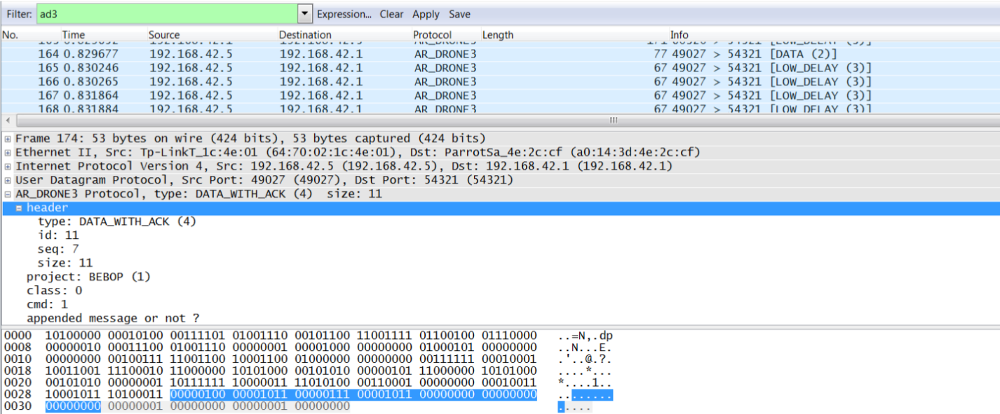 Filter: ad3 Expression... Clear Apply Save
No. Time Source Destination Protocol Length Info
164 0.829677 192.168.42.5 192.168.42.1 AR_DRONE3 77 49027 > 54321 [DATA (2)]
165 0.830246 192.168.42.5 192.168.42.1 AR_DRONE3 67 49027 > 54321 [LOW_DELAY (3)]
166 0.830265 192.168.42.5 192.168.42.1 AR_DRONE3 67 49027 > 54321 [LOW_DELAY (3)]
167 0.831864 192.168.42.5 192.168.42.1 AR_DRONE3 67 49027 > 54321 [LOW_DELAY (3)]
168 0.831884 192.168.42.5 192.168.42.1 AR_DRONE3 67 49027 > 54321 [LOW_DELAY (3)]
Frame 174: 53 bytes on wire (424 bits), 53 bytes captured (424 bits)
Ethernet II, Src: Tp-LinkT_1c:4e:01 (64:70:02:1c:4e:01), Dst: ParrotSa_4e:2c:cf (a0:14:3d:4e:2c:cf)
Internet Protocol Version 4, Src: 192.168.42.5 (192.168.42.5), Dst: 192.168.42.1 (192.168.42.1)
User Datagram Protocol, Src Port: 49027 (49027), Dst Port: 54321 (54321)
AR_DRONE3 Protocol, type: DATA_WITH_ACK (4) size: 11
header
type: DATA_WITH_ACK (4)
id: 11
seq: 7
size: 11
project: BEBOP (1)
class: 0
cmd: 1
appended message or not ?
0000 10100000 00010100 00111101 01001110 00101100 11001111 01100100 01110000 ..=N,.dp
0008 00000010 00011100 01001110 00000001 00001000 00000000 01000101 00000000 ..N...E.
0010 00000000 00100111 11001100 10001100 01000000 00000000 00111111 00010001 .'..@.?.
0018 10011001 11100010 11000000 10101000 00101010 00000101 11000000 10101000 ....*...
0020 00101010 00000001 10111111 10000011 11010100 00110001 00000000 00010011 *....1..
0028 10001011 10100011 00000100 00001011 00000111 00001011 00000000 00000000 ........
0030 00000000 00000001 00000000 00000001 00000000 .....